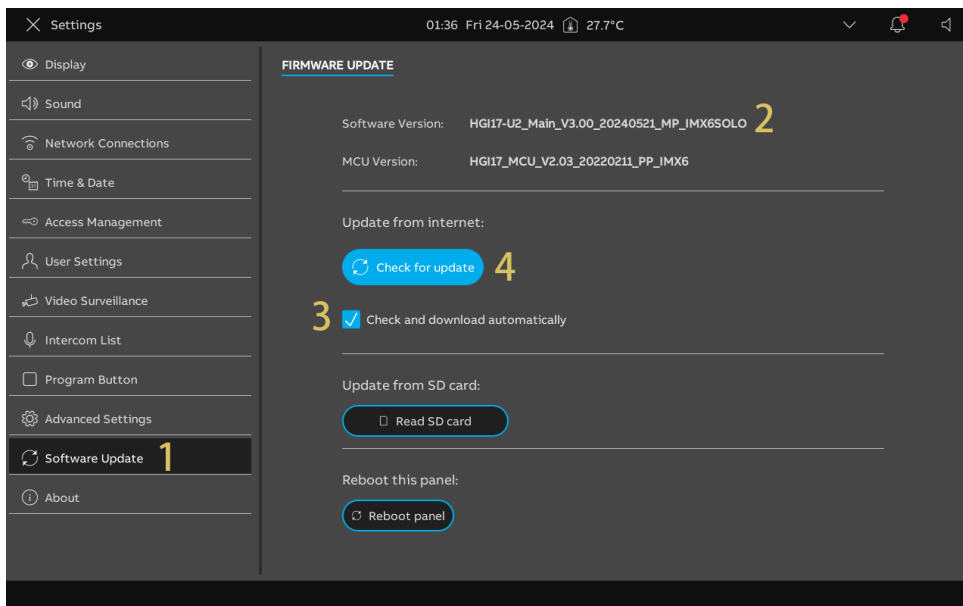 Settings
01:36 Fri 24-05-2024 27.7°C
Display
Sound
Network Connections
Time & Date
Access Management
User Settings
Video Surveillance
Intercom List
Program Button
Advanced Settings
Software Update 1
About
FIRMWARE UPDATE
Software Version: HGI17-U2_Main_V3.00_20240521_MP_IMX6SOLO 2
MCU Version: HGI17_MCU_V2.03_20220211_PP_IMX6
Update from internet:
Check for update 4
3 Check and download automatically
Update from SD card:
Read SD card
Reboot this panel:
Reboot panel